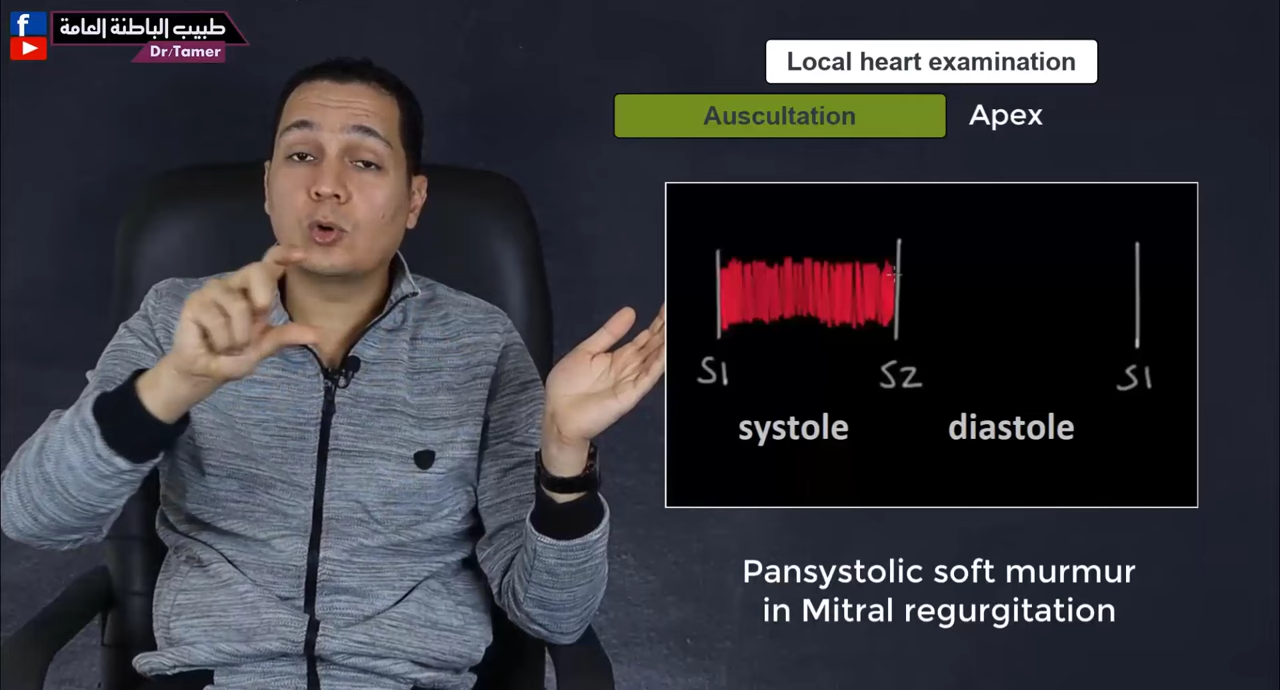 f
طبيب الباطنة العامة
Dr/Tamer
Local heart examination
Auscultation
Apex
S1
S2
S1
systole
diastole
Pansystolic soft murmur
in Mitral regurgitation